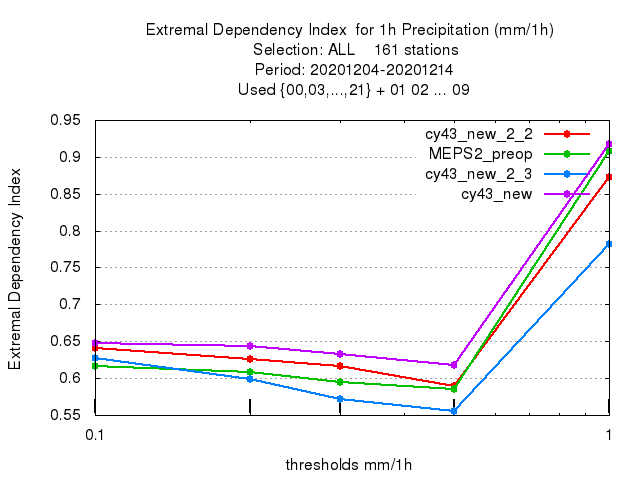 Extremal Dependency Index  for 1h Precipitation (mm/1h)
Selection: ALL    161 stations
Period: 20201204-20201214
Used {00,03,...,21} + 01 02 ... 09
Extremal Dependency Index
0.95
0.9
0.85
0.8
0.75
0.7
0.65
0.6
0.55
cy43_new_2_2
MEPS2_preop
cy43_new_2_3
cy43_new
0.1
1
thresholds mm/1h